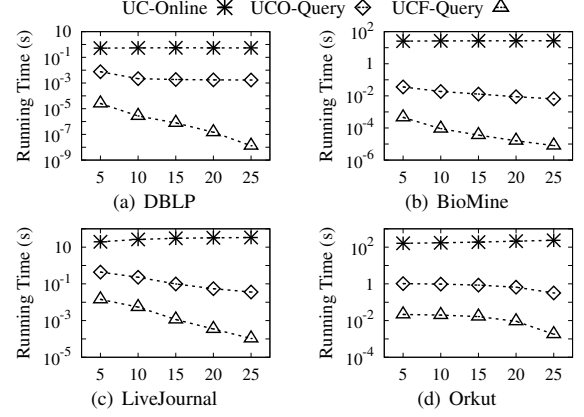 UC-Online UCO-Query UCF-Query
Running Time (s)
10
10^-1
10^-3
10^-5
10^-7
10^-9
5 10 15 20 25
(a) DBLP
Running Time (s)
10^2
1
10^-2
10^-4
10^-6
5 10 15 20 25
(b) BioMine
Running Time (s)
10
10^-1
10^-3
10^-5
5 10 15 20 25
(c) LiveJournal
Running Time (s)
10^2
1
10^-2
10^-4
5 10 15 20 25
(d) Orkut